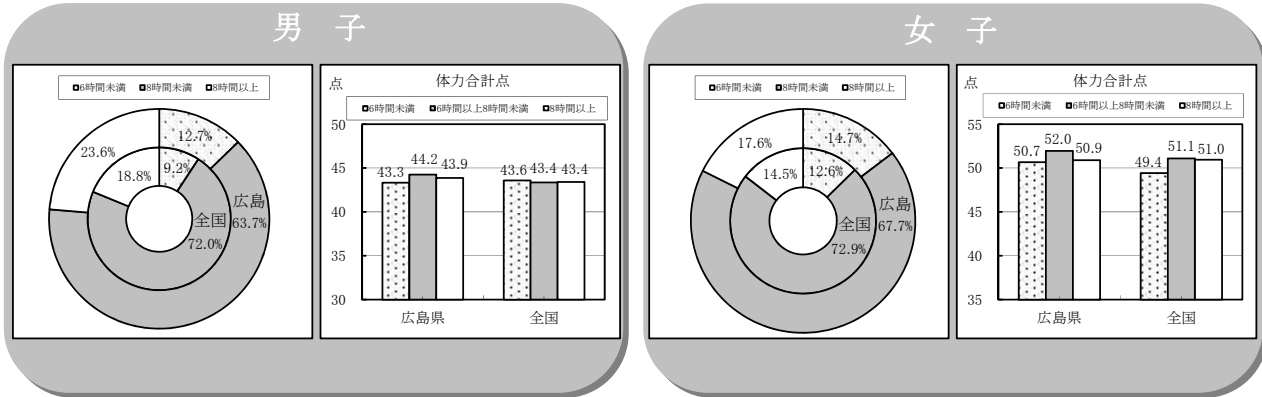 男 子
6時間未満 8時間未満 8時間以上
12.7%
23.6%
9.2%
18.8%
広島
63.7%
全国
72.0%
点 体力合計点
6時間未満 6時間以上8時間未満 8時間以上
50
45
40
35
30
43.3 44.2 43.9
43.6 43.4 43.4
広島県 全国
女 子
6時間未満 8時間未満 8時間以上
17.6% 14.7%
14.5% 12.6%
広島
67.7%
全国
72.9%
点 体力合計点
6時間未満 6時間以上8時間未満 8時間以上
55
50
45
40
35
50.7 52.0 50.9
49.4 51.1 51.0
広島県 全国